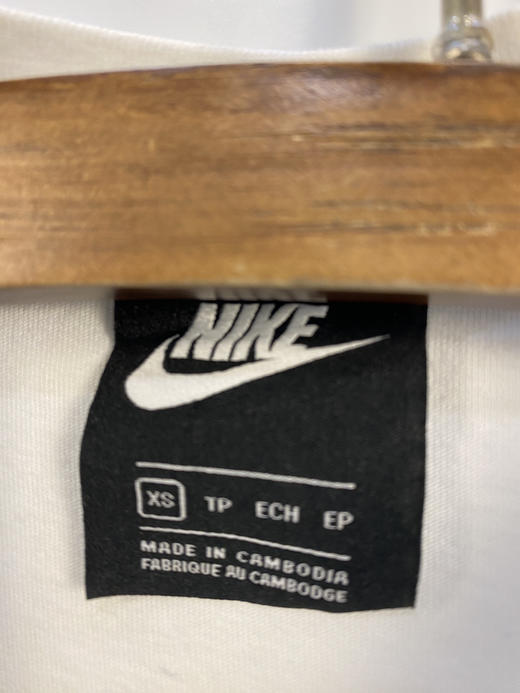 NIKE
XS TP ECH EP
MADE IN CAMBODIA
FABRIQUE AU CAMBODGE